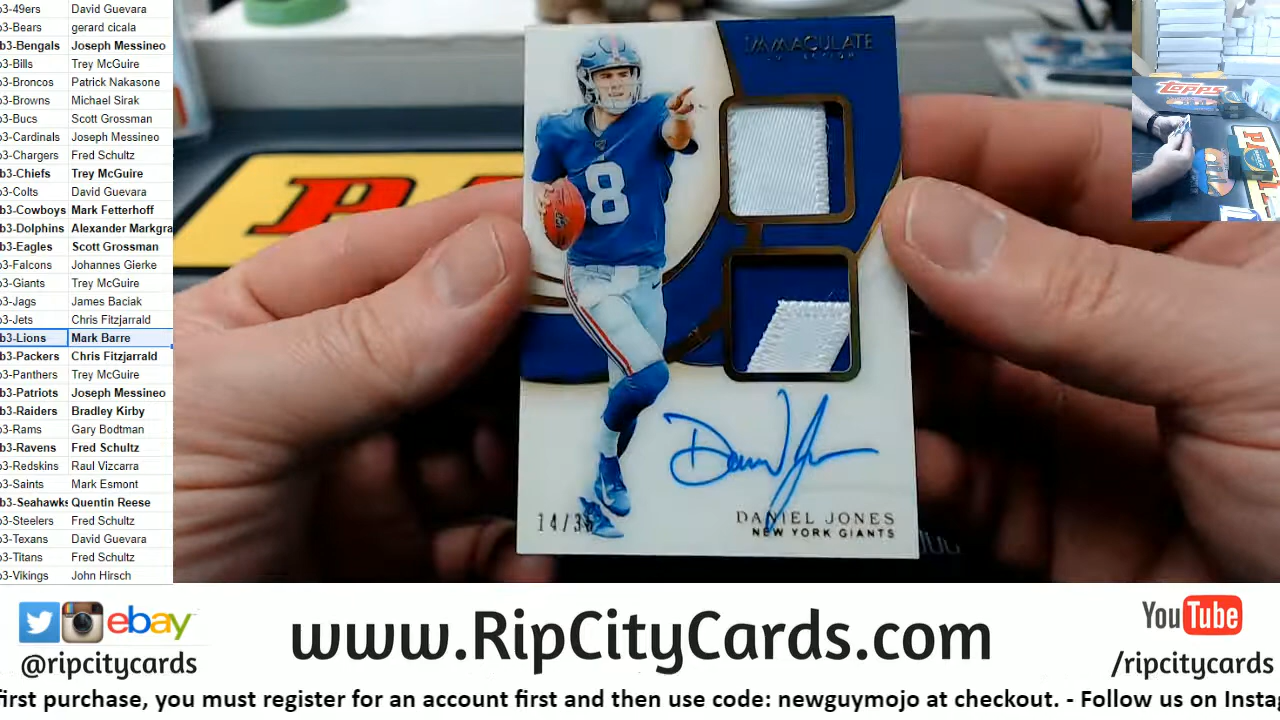 b3-49ers David Guevara
b3-Bears gerard cicala
b3-Bengals Joseph Messineo
b3-Bills Trey McGuire
b3-Broncos Patrick Nakasone
b3-Browns Michael Sirak
b3-Bucs Scott Grossman
b3-Cardinals Joseph Messineo
b3-Chargers Fred Schultz
b3-Chiefs Trey McGuire
b3-Colts David Guevara
b3-Cowboys Mark Fetterhoff
b3-Dolphins Alexander Markgra
b3-Eagles Scott Grossman
b3-Falcons Johannes Gierke
b3-Giants Trey McGuire
b3-Jags James Baciak
b3-Jets Chris Fitzjarrald
b3-Lions Mark Barre
b3-Packers Chris Fitzjarrald
b3-Panthers Trey McGuire
b3-Patriots Joseph Messineo
b3-Raiders Bradley Kirby
b3-Rams Gary Bodtman
b3-Ravens Fred Schultz
b3-Redskins Raul Vizcarra
b3-Saints Mark Esmont
b3-Seahawks Quentin Reese
b3-Steelers Fred Schultz
b3-Texans David Guevara
b3-Titans Fred Schultz
b3-Vikings John Hirsch
IMMACULATE
COLLECTION
8
14/
DANIEL JONES
NEW YORK GIANTS
Topps
ebay
@ripcitycards
www.RipCityCards.com
YouTube
/ripcitycards
first purchase, you must register for an account first and then use code: newguymojo at checkout. - Follow us on Insta